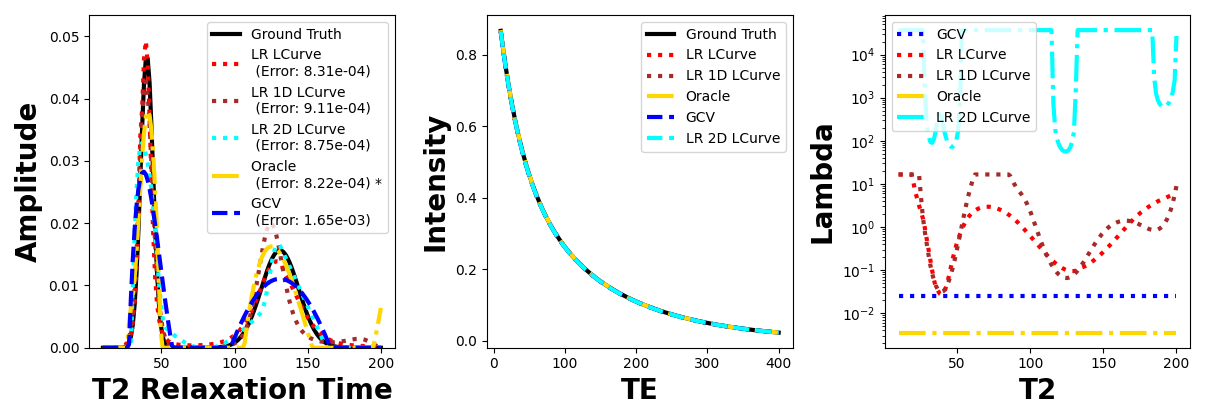 Amplitude
0.05
0.04
0.03
0.02
0.01
0.00
50
100
150
200
T2 Relaxation Time
Ground Truth
LR LCurve
(Error: 8.31e-04)
LR 1D LCurve
(Error: 9.11e-04)
LR 2D LCurve
(Error: 8.75e-04)
Oracle
(Error: 8.22e-04) *
GCV
(Error: 1.65e-03)
Intensity
0.8
0.6
0.4
0.2
0.0
0
100
200
300
400
TE
Ground Truth
LR LCurve
LR 1D LCurve
Oracle
GCV
LR 2D LCurve
Lambda
10⁴
10³
10²
10¹
10⁰
10⁻¹
10⁻²
50
100
150
200
T2
GCV
LR LCurve
LR 1D LCurve
Oracle
LR 2D LCurve